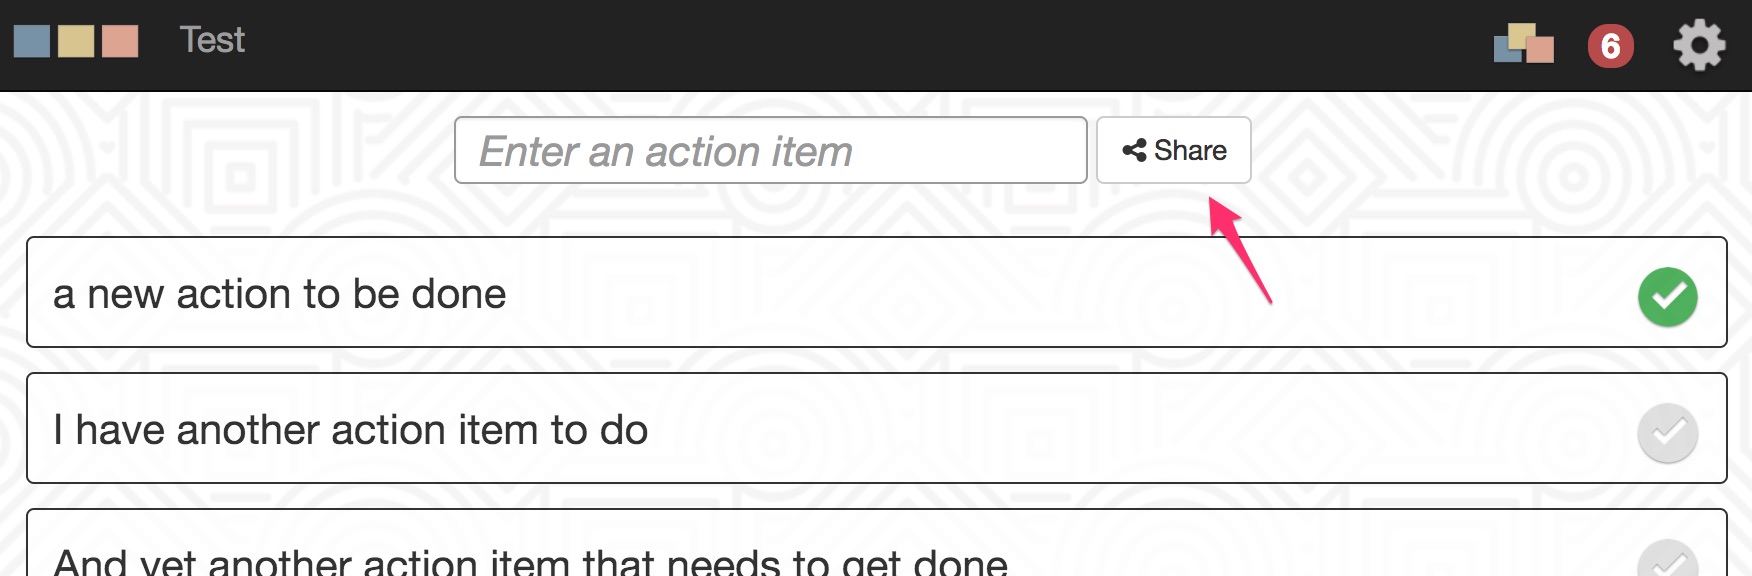 Test
6
Enter an action item
Share
a new action to be done
I have another action item to do
And yet another action item that needs to get done